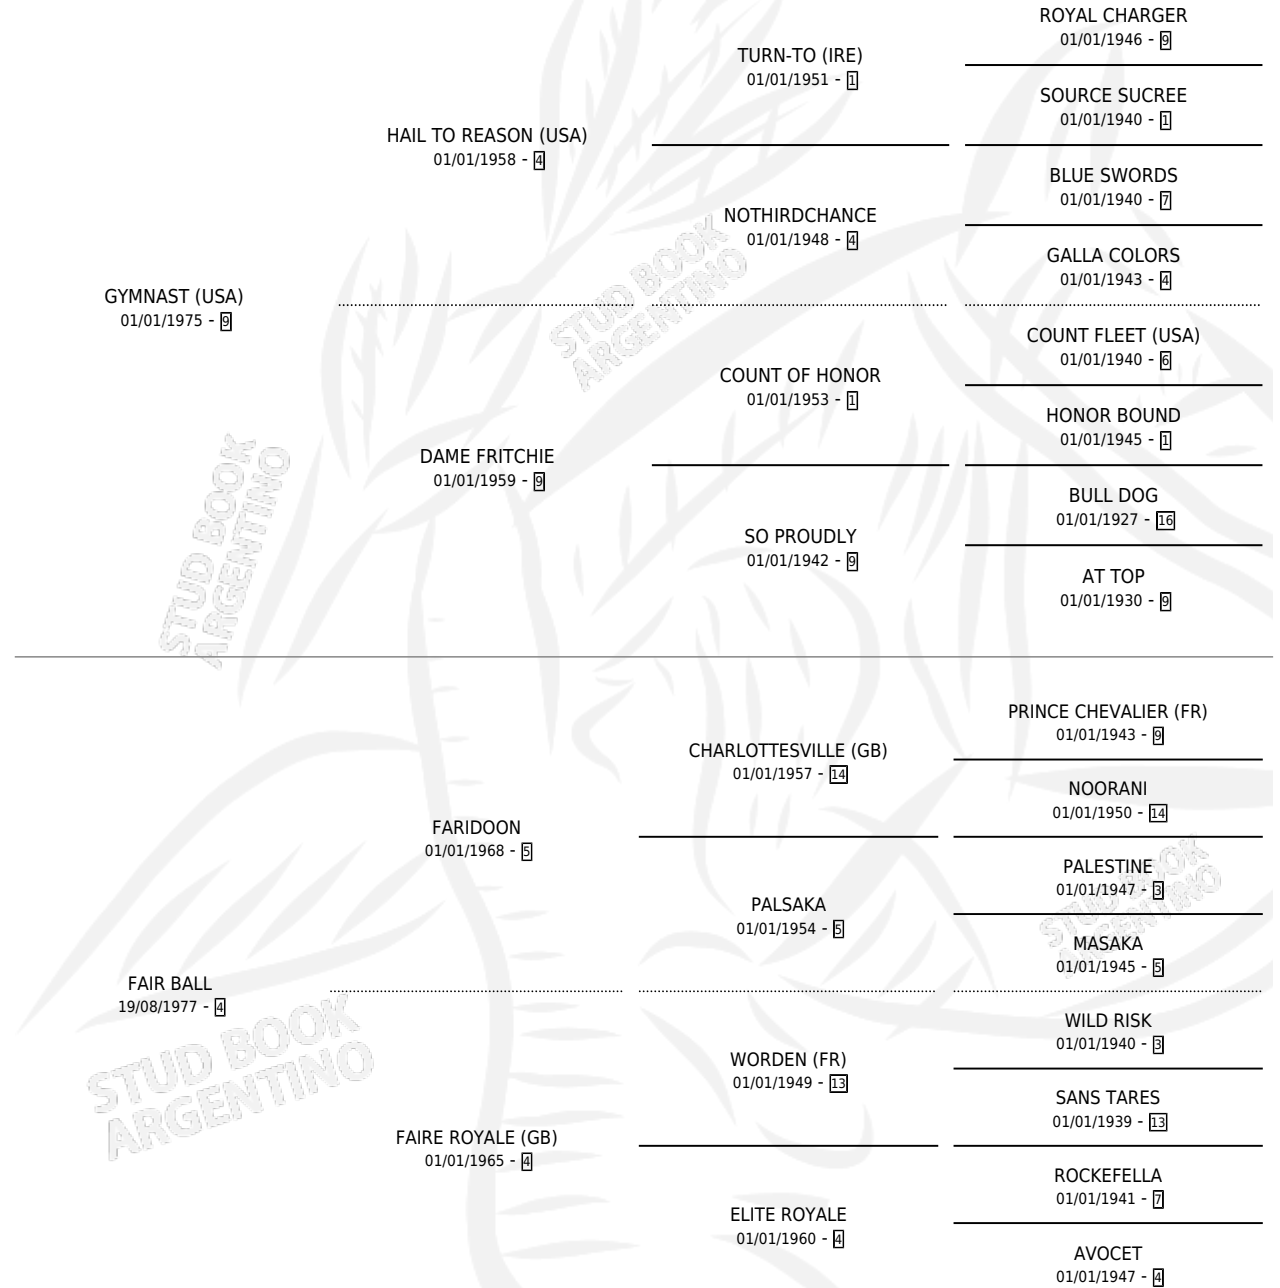 ROYAL CHARGER
01/01/1946 - 9
TURN-TO (IRE)
01/01/1951 - 1
SOURCE SUCREE
01/01/1940 - 1
HAIL TO REASON (USA)
01/01/1958 - 4
BLUE SWORDS
01/01/1940 - 7
NOTHIRDCHANCE
01/01/1948 - 4
GALLA COLORS
01/01/1943 - 4
GYMNAST (USA)
01/01/1975 - 9
STUD BOOK
ARGENTINO
COUNT FLEET (USA)
01/01/1940 - 6
COUNT OF HONOR
01/01/1953 - 1
HONOR BOUND
01/01/1945 - 1
DAME FRITCHIE
01/01/1959 - 9
BULL DOG
01/01/1927 - 16
SO PROUDLY
01/01/1942 - 9
AT TOP
01/01/1930 - 9
STUD BOOK
ARGENTINO
PRINCE CHEVALIER (FR)
01/01/1943 - 9
CHARLOTTESVILLE (GB)
01/01/1957 - 14
NOORANI
01/01/1950 - 14
FARIDOON
01/01/1968 - 5
PALESTINE
01/01/1947 - 3
PALSAKA
01/01/1954 - 5
MASAKA
01/01/1945 - 5
STUD BOOK
ARGENTINO
FAIR BALL
19/08/1977 - 4
WILD RISK
01/01/1940 - 3
WORDEN (FR)
01/01/1949 - 13
SANS TARES
01/01/1939 - 13
STUD BOOK
ARGENTINO
FAIRE ROYALE (GB)
01/01/1965 - 4
ROCKEFELLA
01/01/1941 - 7
ELITE ROYALE
01/01/1960 - 4
AVOCET
01/01/1947 - 4